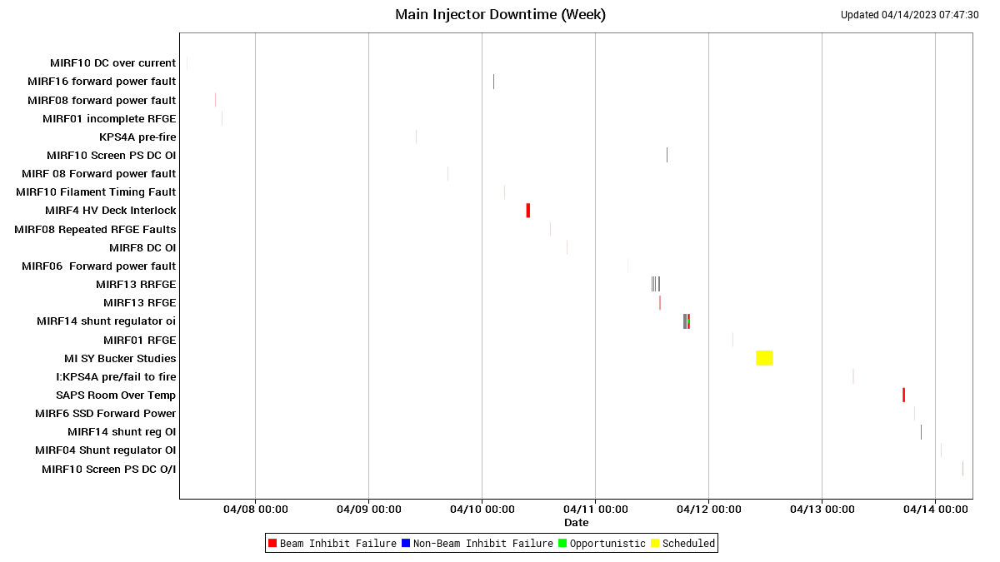 Main Injector Downtime (Week)
Updated 04/14/2023 07:47:30
MIRF10 DC over current
MIRF16 forward power fault
MIRF08 forward power fault
MIRF01 incomplete RFGE
KPS4A pre-fire
MIRF10 Screen PS DC OI
MIRF 08 Forward power fault
MIRF10 Filament Timing Fault
MIRF4 HV Deck Interlock
MIRF08 Repeated RFGE Faults
MIRF8 DC OI
MIRF06  Forward power fault
MIRF13 RRFGE
MIRF13 RFGE
MIRF14 shunt regulator oi
MIRF01 RFGE
MI SY Bucker Studies
I:KPS4A pre/fail to fire
SAPS Room Over Temp
MIRF6 SSD Forward Power
MIRF14 shunt reg OI
MIRF04 Shunt regulator OI
MIRF10 Screen PS DC O/I
04/08 00:00 04/09 00:00 04/10 00:00 04/11 00:00 04/12 00:00 04/13 00:00 04/14 00:00
Date
Beam Inhibit Failure Non-Beam Inhibit Failure Opportunistic Scheduled